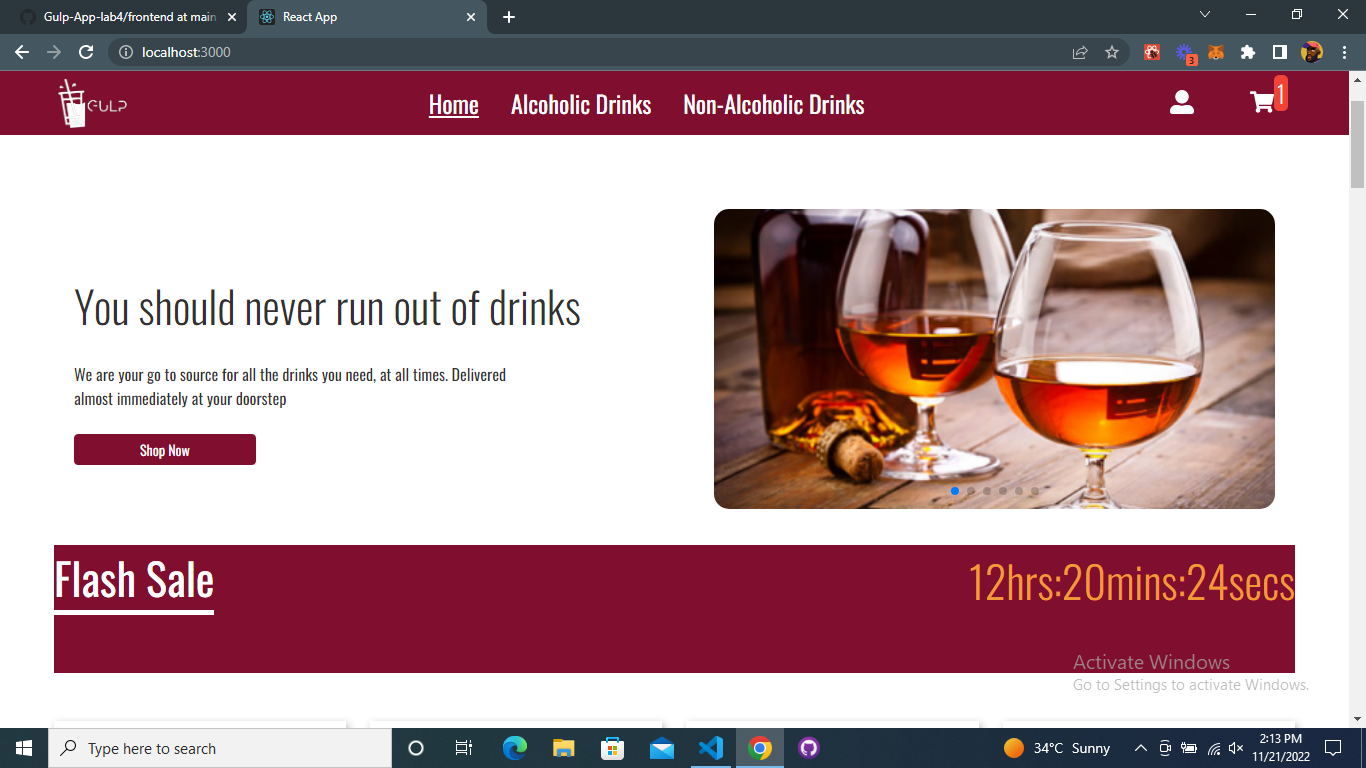 Gulp-App-lab4/frontend at main
React App
localhost:3000
3
GULP
Home
Alcoholic Drinks
Non-Alcoholic Drinks
1
You should never run out of drinks
We are your go to source for all the drinks you need, at all times. Delivered
almost immediately at your doorstep
Shop Now
Flash Sale
12hrs:20mins:24secs
Activate Windows
Go to Settings to activate Windows.
Type here to search
34°C Sunny
2:13 PM
11/21/2022